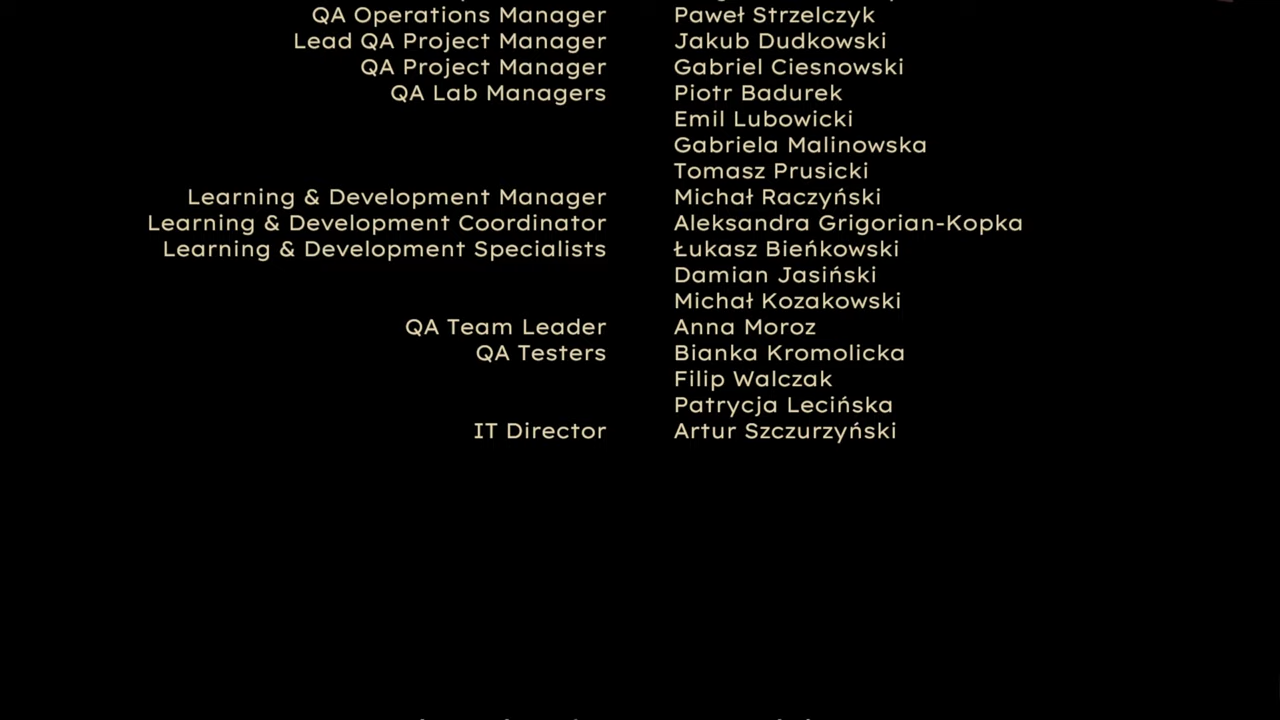 QA Operations Manager Paweł Strzelczyk
Lead QA Project Manager Jakub Dudkowski
QA Project Manager Gabriel Ciesnowski
QA Lab Managers Piotr Badurek
Emil Lubowicki
Gabriela Malinowska
Tomasz Prusicki
Learning & Development Manager Michał Raczyński
Learning & Development Coordinator Aleksandra Grigorian-Kopka
Learning & Development Specialists Łukasz Bieńkowski
Damian Jasiński
Michał Kozakowski
QA Team Leader Anna Moroz
QA Testers Bianka Kromolicka
Filip Walczak
Patrycja Lecińska
IT Director Artur Szczurzyński